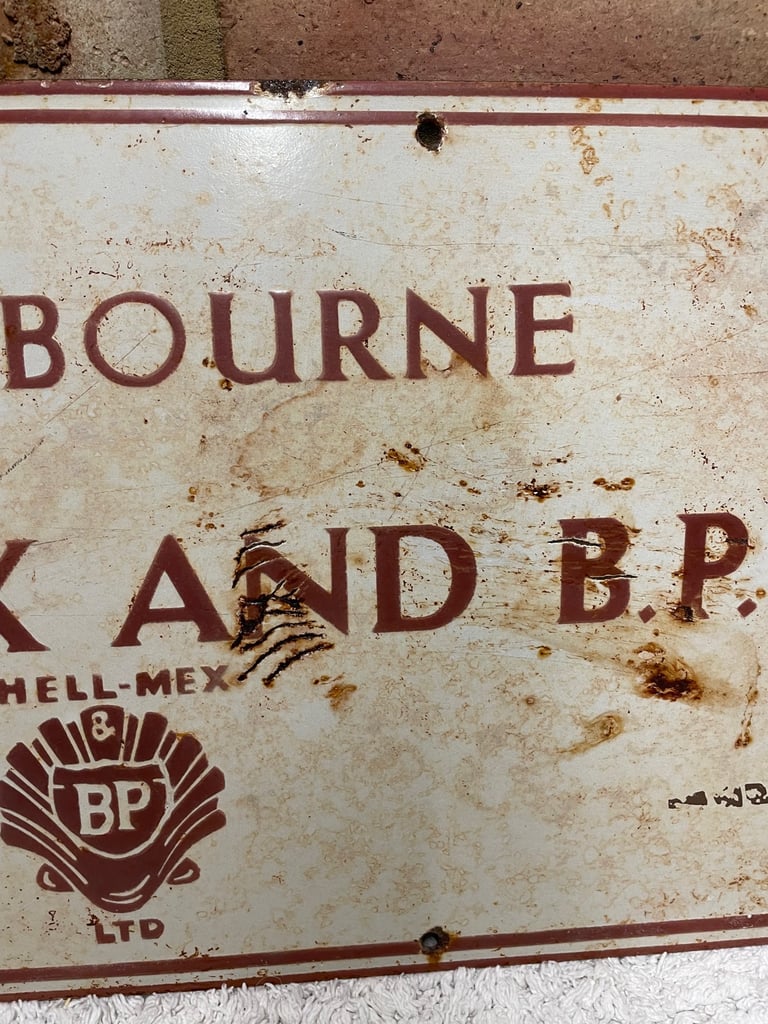 BOURNE
X AND B.P.
HELL-MEX
&
BP
LTD